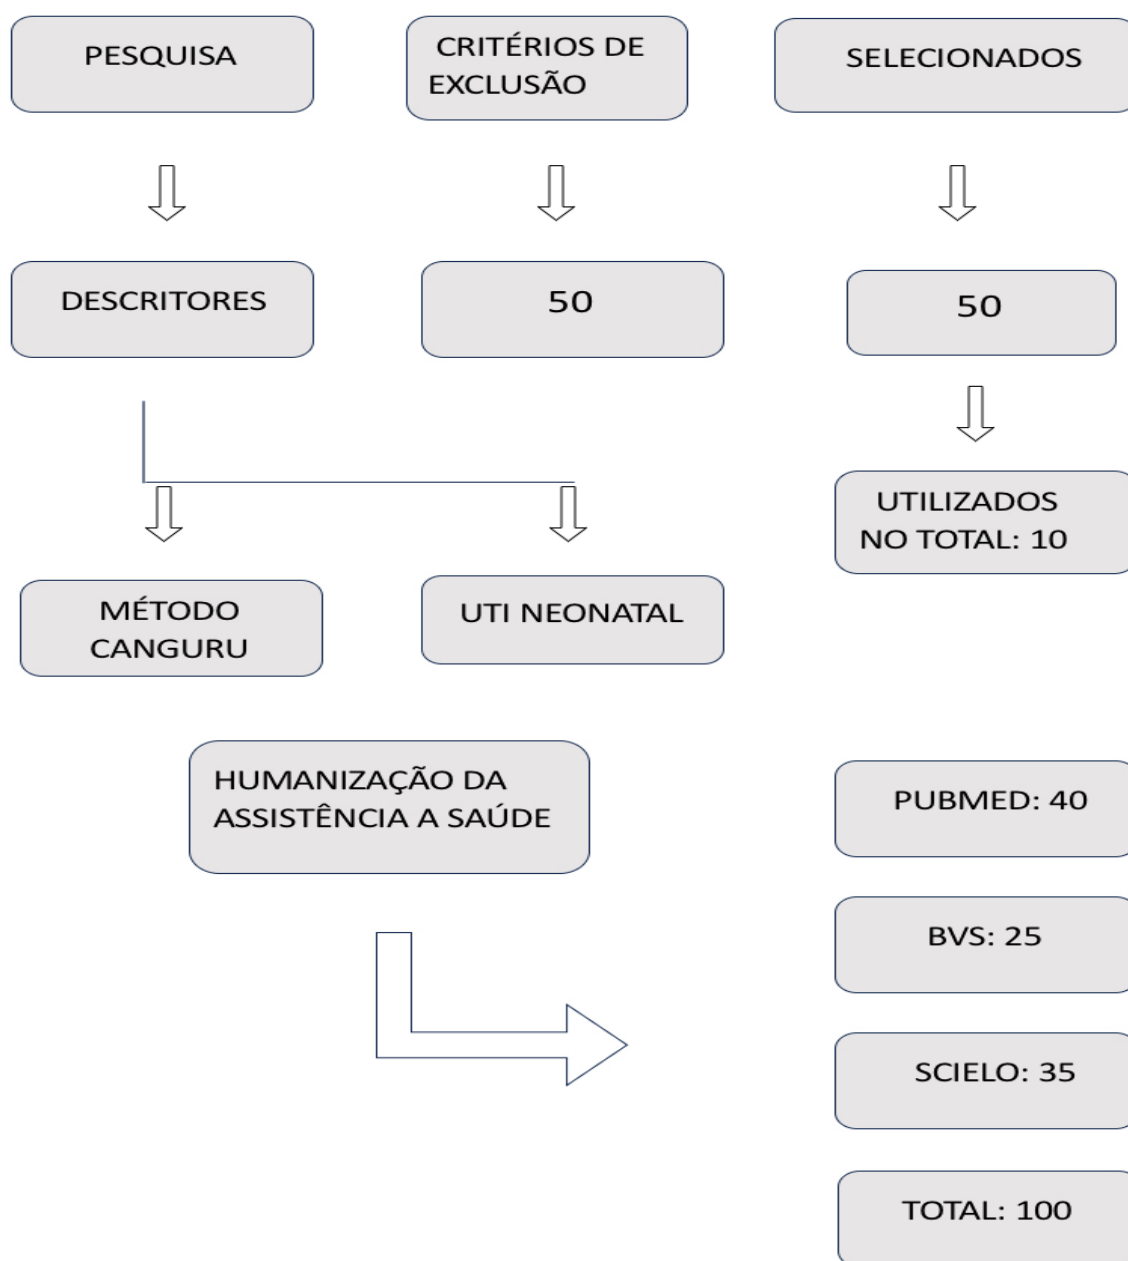 PESQUISA
CRITÉRIOS DE
EXCLUSÃO
SELECIONADOS
DESCRITORES
50
50
UTILIZADOS
NO TOTAL: 10
MÉTODO
CANGURU
UTI NEONATAL
HUMANIZAÇÃO DA
ASSISTÊNCIA A SAÚDE
PUBMED: 40
BVS: 25
SCIELO: 35
TOTAL: 100